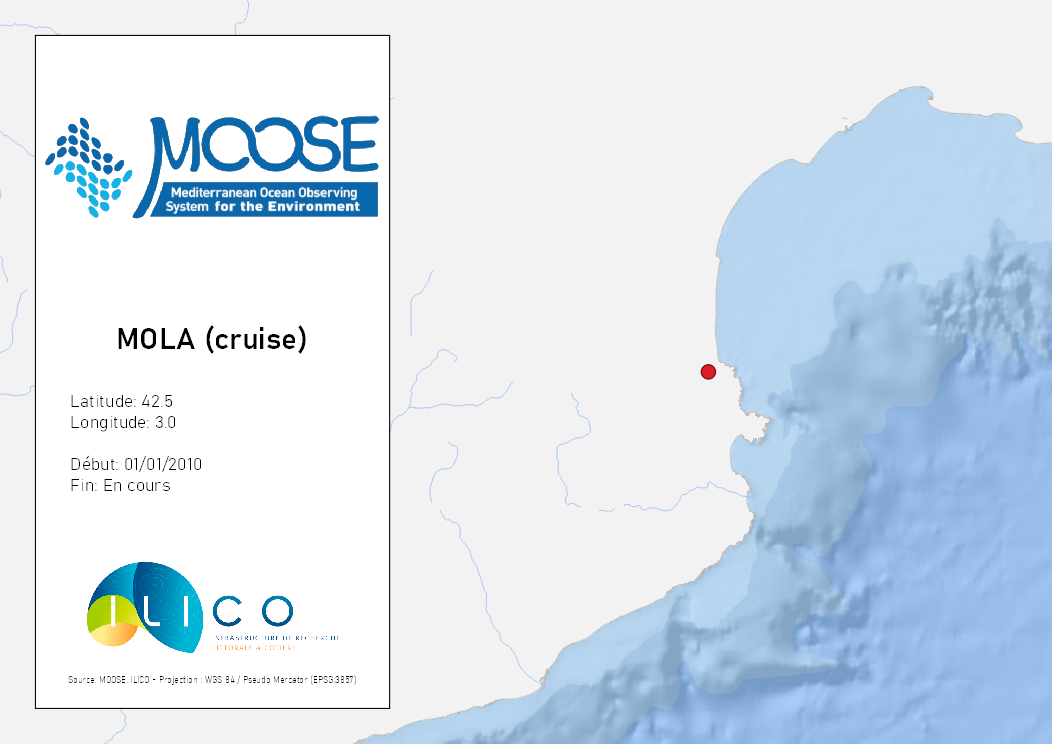 MOOSE
Mediterranean Ocean Observing
System for the Environment
MOLA (cruise)
Latitude: 42.5
Longitude: 3.0
Début: 01/01/2010
Fin: En cours
ILICO
INFRASTRUCTURE DE RECHERCHE
LITTORALE & CÔTIÈRE
Source: MOOSE, ILICO - Projection : WGS 84 / Pseudo Mercator (EPSG:3857)